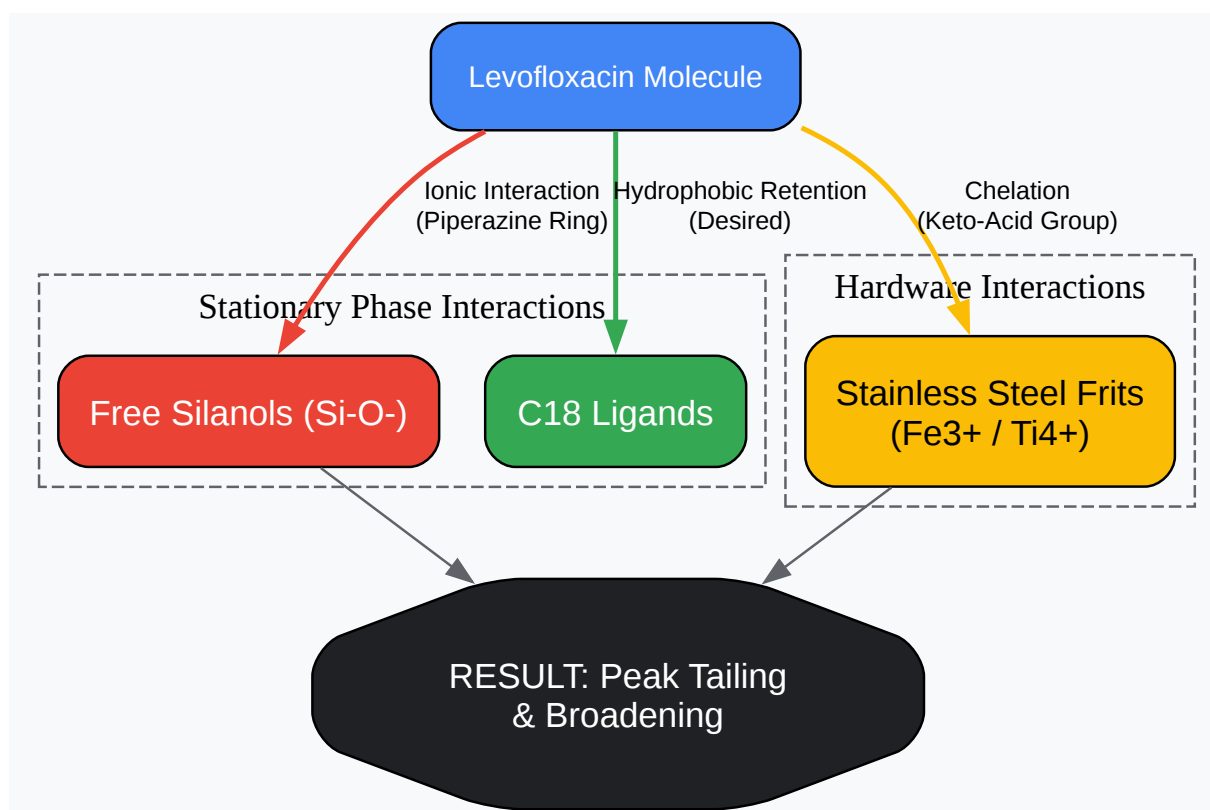 Levofloxacin Molecule
Ionic Interaction
(Piperazine Ring)
Hydrophobic Retention
(Desired)
Chelation
(Keto-Acid Group)
Stationary Phase Interactions
Hardware Interactions
Free Silanols (Si-O-)
C18 Ligands
Stainless Steel Frits
(Fe3+ / Ti4+)
RESULT: Peak Tailing
& Broadening